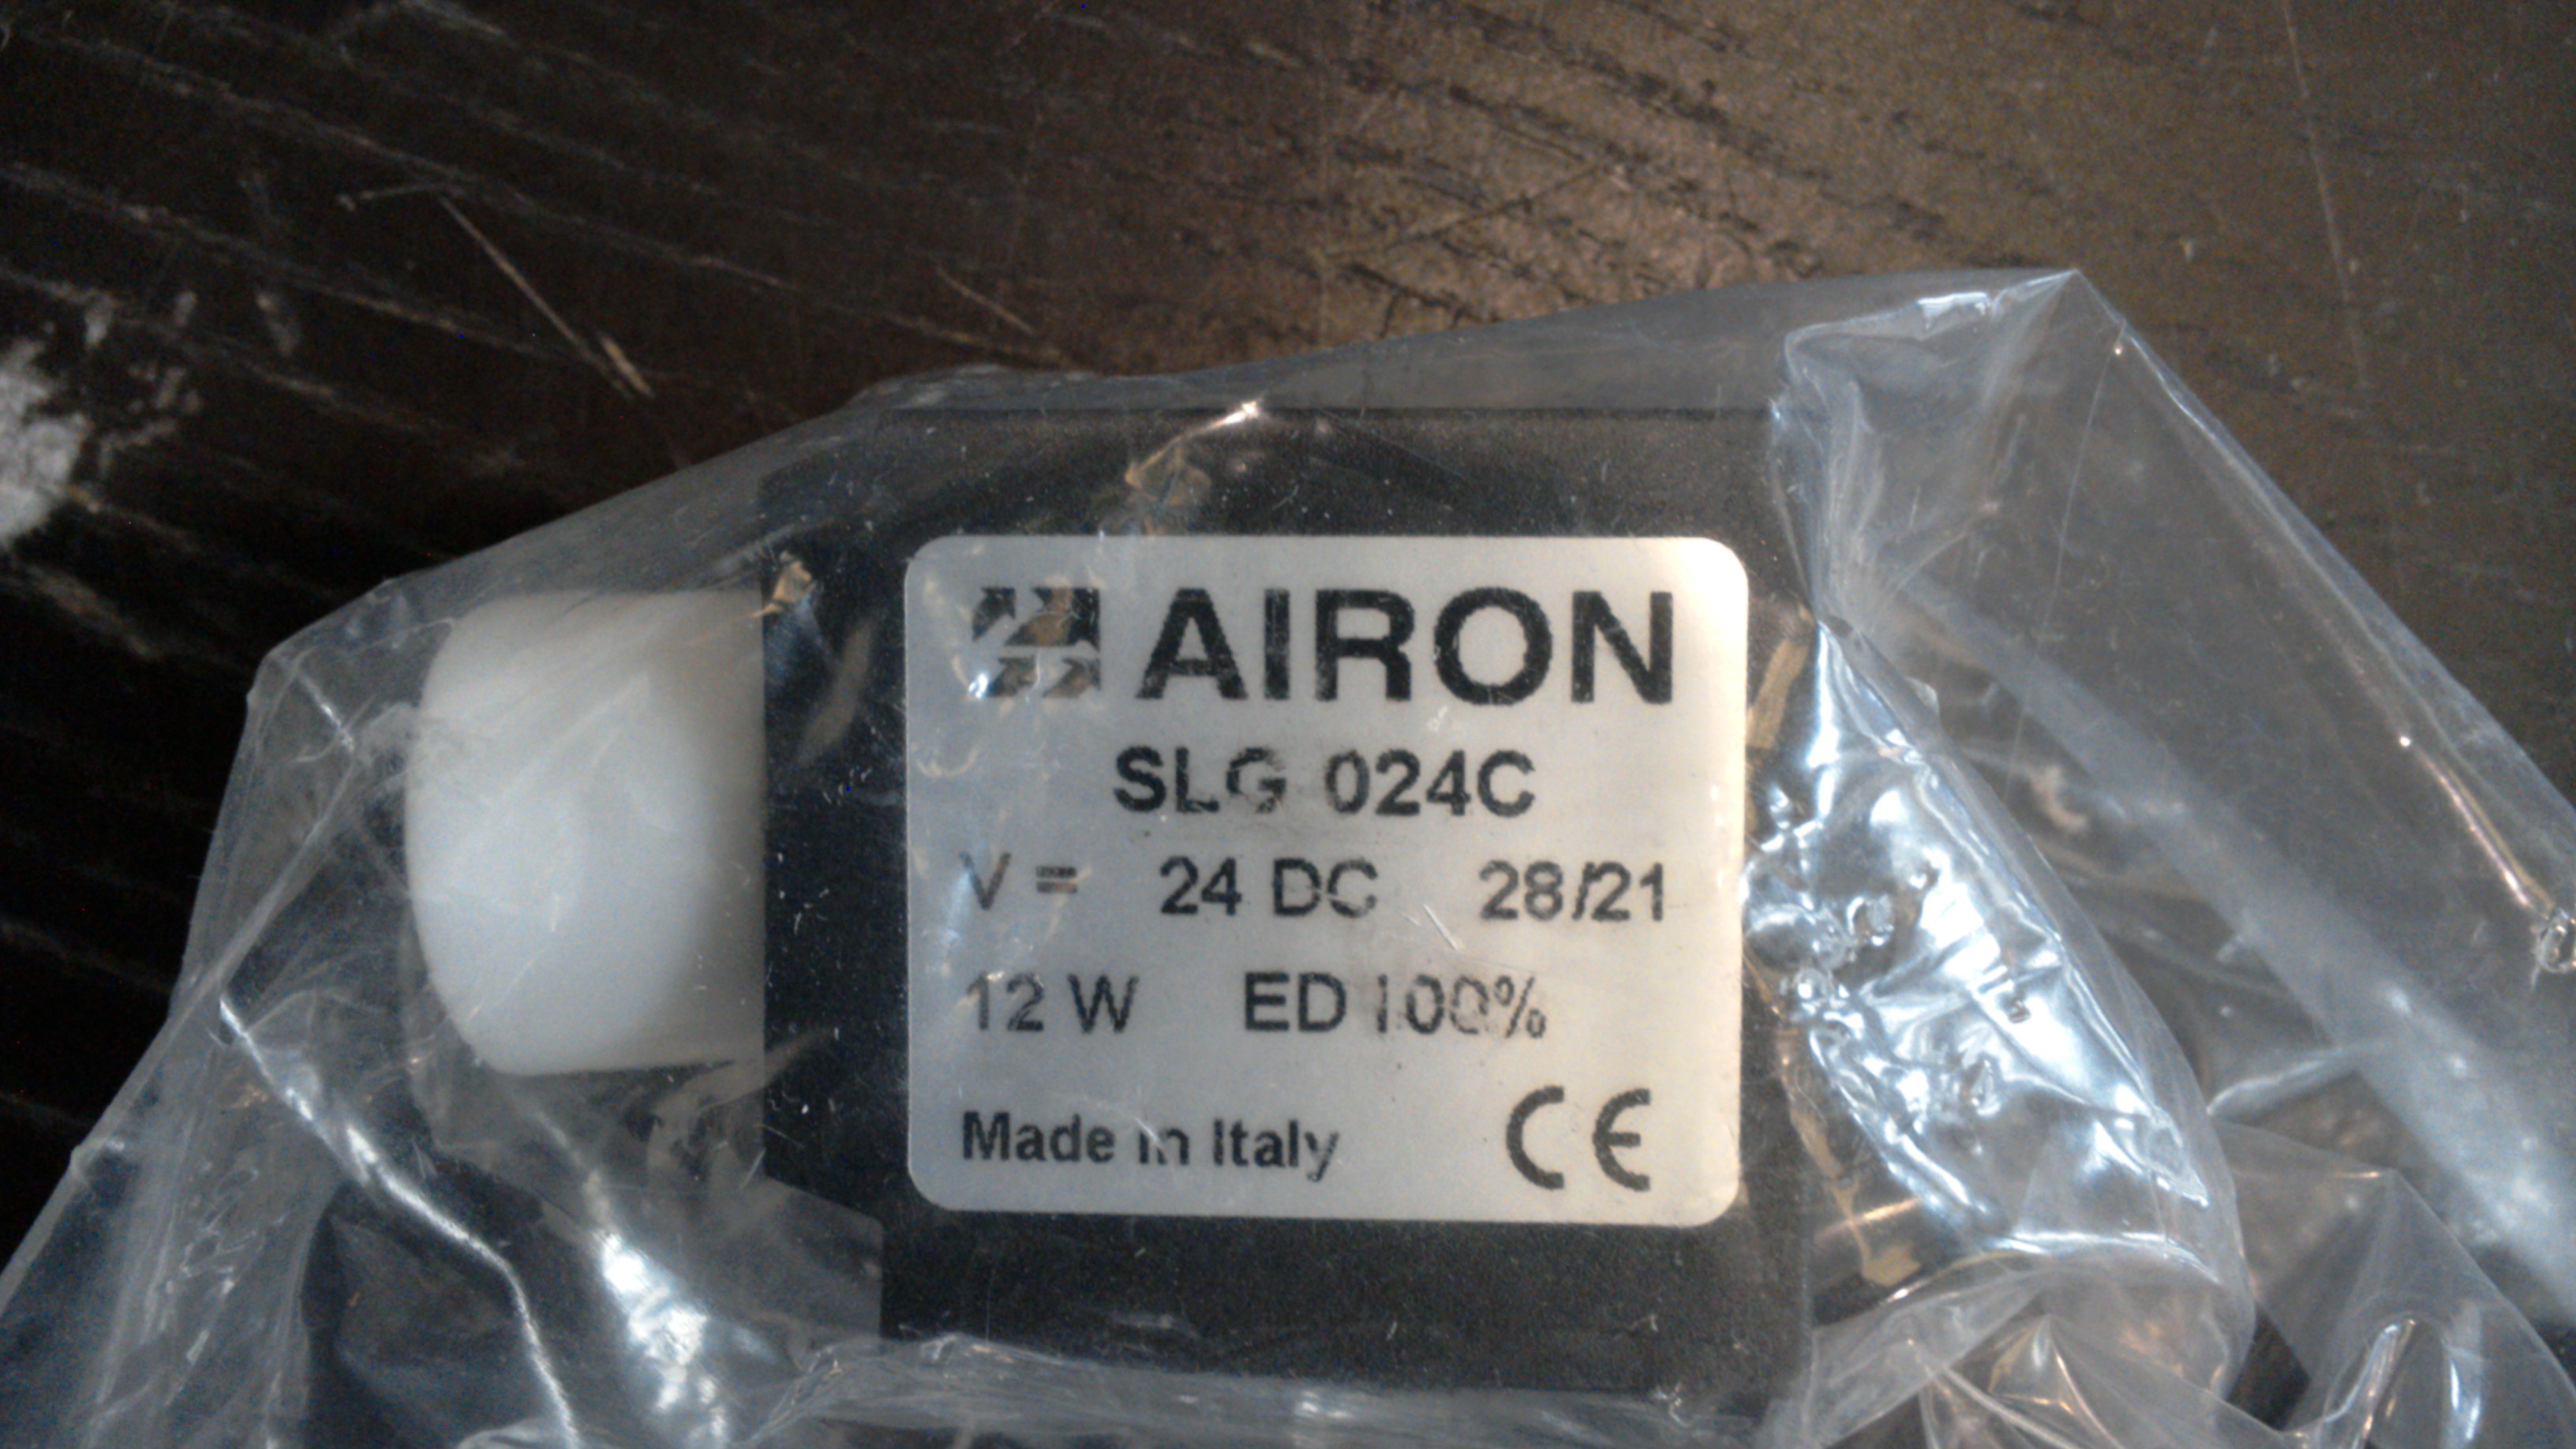 AIRON
SLG 024C
V = 24 DC 28/21
12 W ED 100%
Made in Italy CE